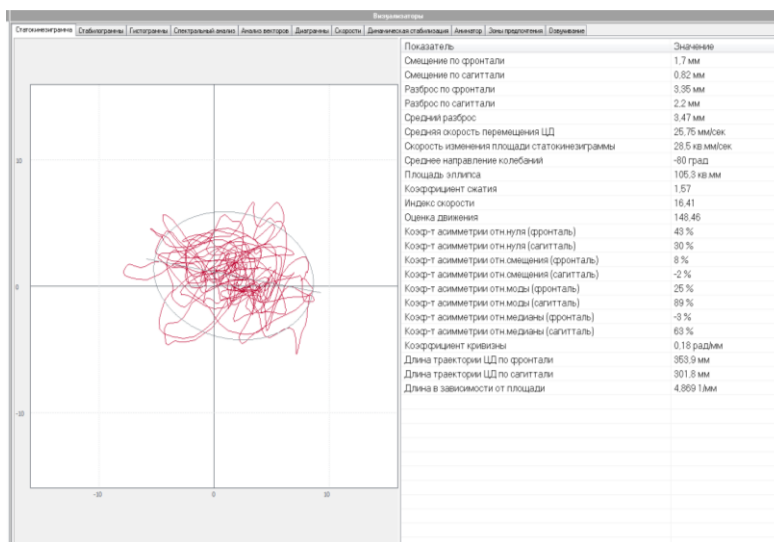 Визуализаторы
Статокинезиграмма Стабилограммы Гистограммы Спектральный анализ Анализ векторов Диаграммы Скорости Динамическая стабилизация Аниматор Зоны предпочтения Озвучивание
Показатель Значение
Смещение по фронтали 1,7 мм
Смещение по сагиттали 0,82 мм
Разброс по фронтали 3,35 мм
Разброс по сагиттали 2,2 мм
Средний разброс 3,47 мм
Средняя скорость перемещения ЦД 25,75 мм/сек
Скорость изменения площади статокинезиграммы 28,5 кв.мм/сек
Среднее направление колебаний -80 град
Площадь эллипса 105,3 кв.мм
Коэффициент сжатия 1,57
Индекс скорости 16,41
Оценка движения 148,46
Коэф-т асимметрии отн.нуля (фронталь) 43 %
Коэф-т асимметрии отн.нуля (сагитталь) 30 %
Коэф-т асимметрии отн.смещения (фронталь) 8 %
Коэф-т асимметрии отн.смещения (сагитталь) -2 %
Коэф-т асимметрии отн.моды (фронталь) 25 %
Коэф-т асимметрии отн.моды (сагитталь) 89 %
Коэф-т асимметрии отн.медианы (фронталь) -3 %
Коэф-т асимметрии отн.медианы (сагитталь) 63 %
Коэффициент кривизны 0,18 рад/мм
Длина траектории ЦД по фронтали 353,9 мм
Длина траектории ЦД по сагиттали 301,8 мм
Длина в зависимости от площади 4,869 1/мм
10
0
-10
-10 0 10